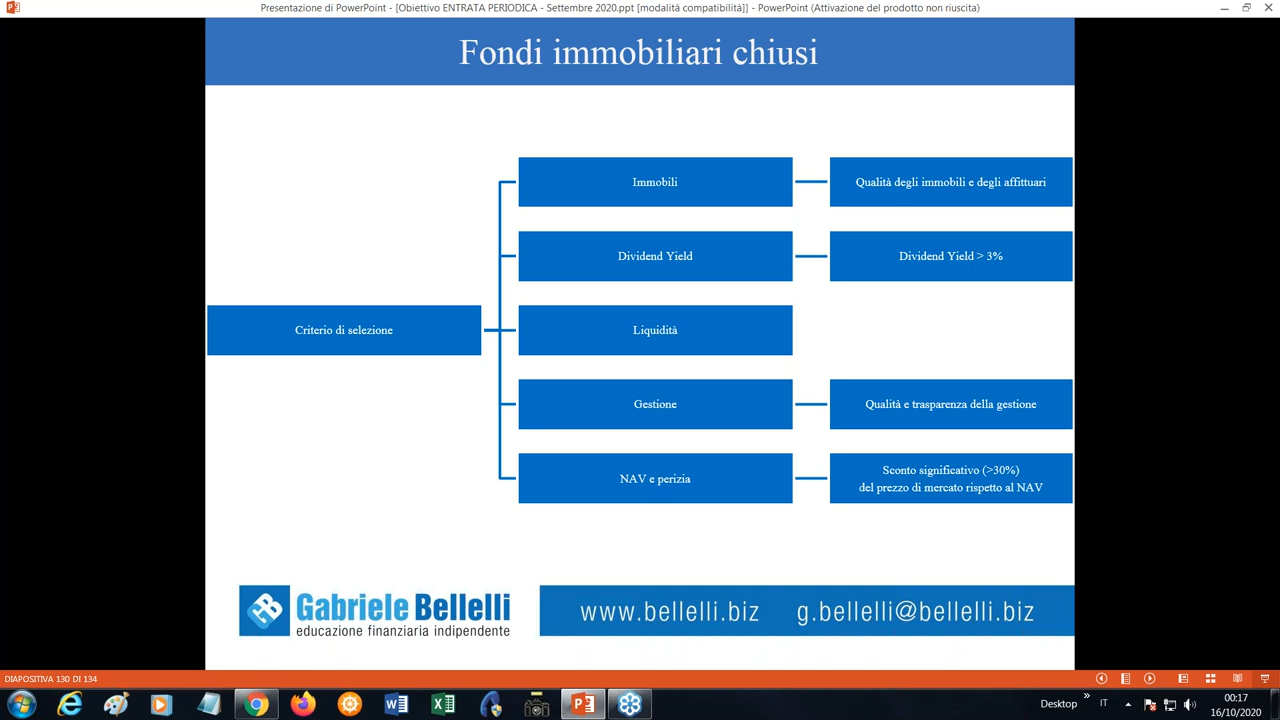 Presentazione di PowerPoint - [Obiettivo ENTRATA PERIODICA - Settembre 2020.ppt [modalità compatibilità]] - PowerPoint (Attivazione del prodotto non riuscita)
Fondi immobiliari chiusi
Immobili
Qualità degli immobili e degli affittuari
Dividend Yield
Dividend Yield > 3%
Criterio di selezione
Liquidità
Gestione
Qualità e trasparenza della gestione
NAV e perizia
Sconto significativo (>30%)
del prezzo di mercato rispetto al NAV
Gabriele Bellelli
educazione finanziaria indipendente
www.bellelli.biz g.bellelli@bellelli.biz
DIAPOSITIVA 130 DI 134
Desktop
IT
00:17
16/10/2020